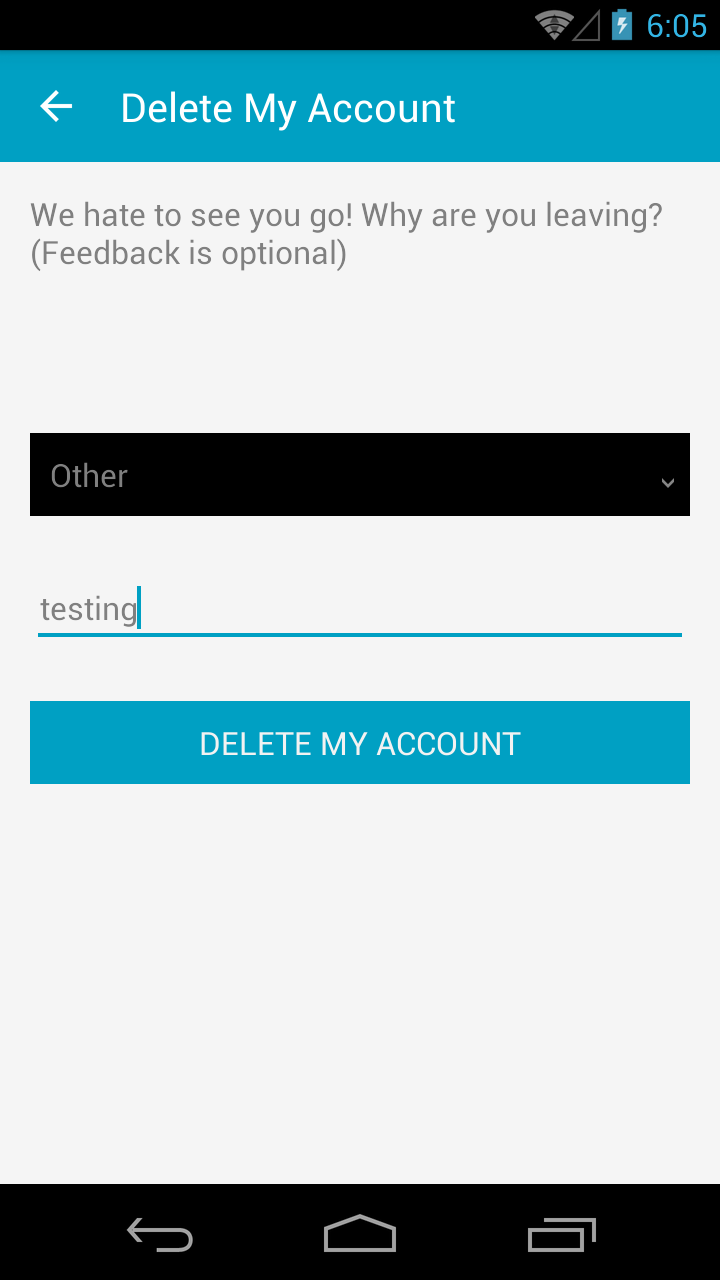 6:05
Delete My Account
We hate to see you go! Why are you leaving?
(Feedback is optional)
Other
testing
DELETE MY ACCOUNT